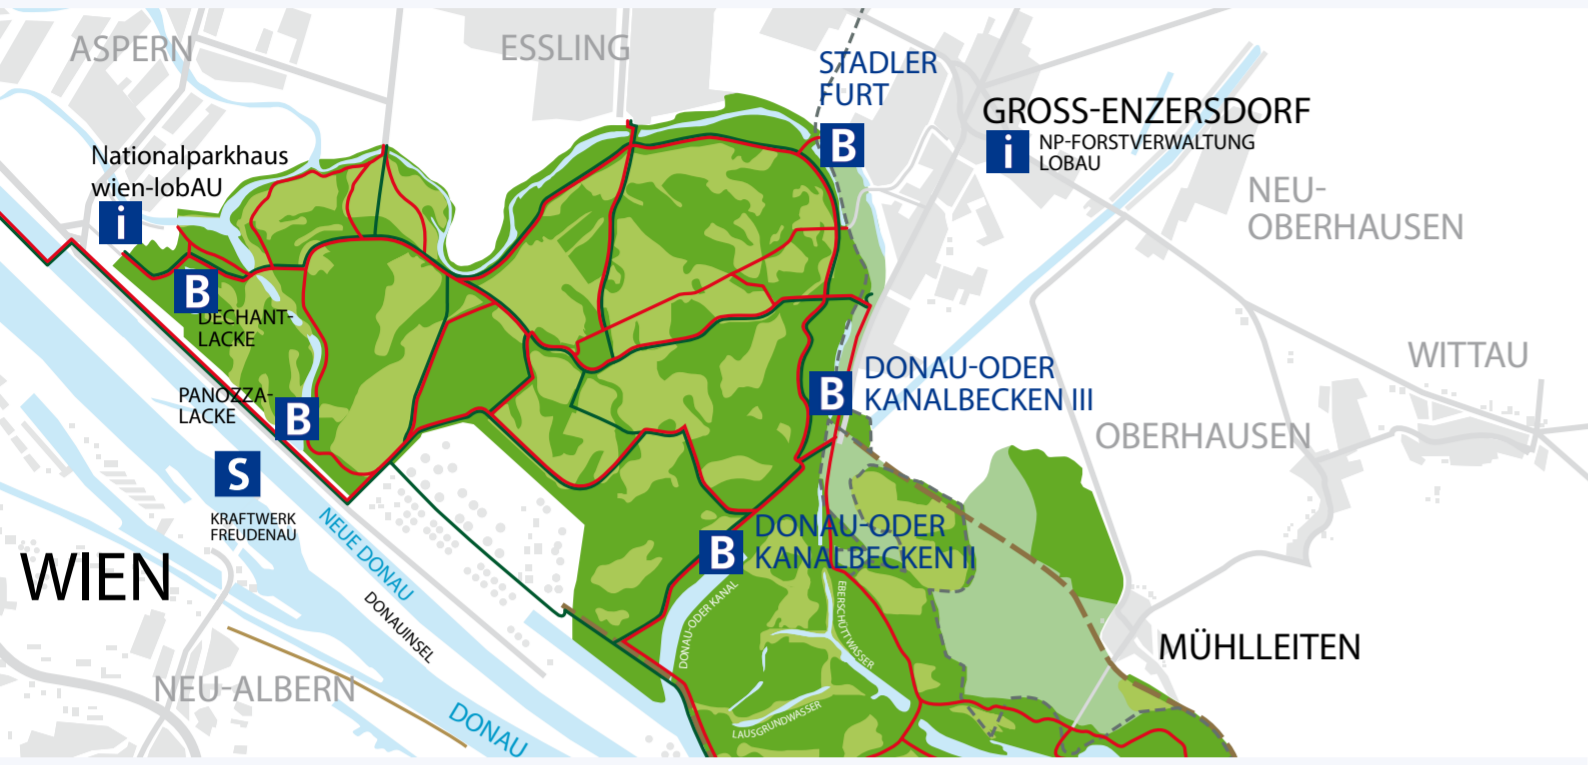 ASPERN
ESSLING
STADLER
FURT
B
GROSS-ENZERSDORF
i
NP-FORSTVERWALTUNG
LOBAU
Nationalparkhaus
wien-lobAU
i
NEU-
OBERHAUSEN
B
DECHANT-
LACKE
WITTAU
PANOZZA-
LACKE
B
B
DONAU-ODER
KANALBECKEN III
OBERHAUSEN
S
KRAFTWERK
FREUDENAU
NEUE DONAU
B
DONAU-ODER
KANALBECKEN II
WIEN
DONAUINSEL
DONAU-ODER KANAL
EBERSCHÜTTWASSER
MÜHLLEITEN
NEU-ALBERN
DONAU
LAUSGRUNDWASSER